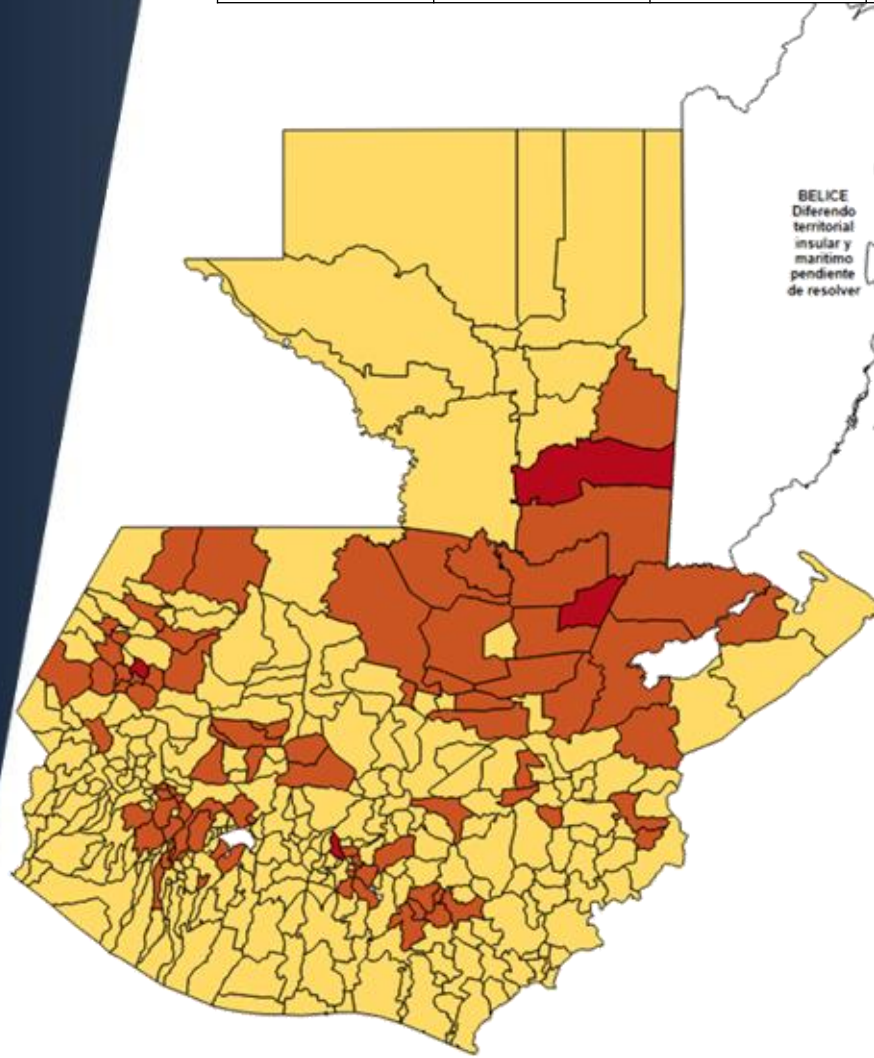 BELICE
Diferendo
territorial
insular y
marítimo
pendiente
de resolver